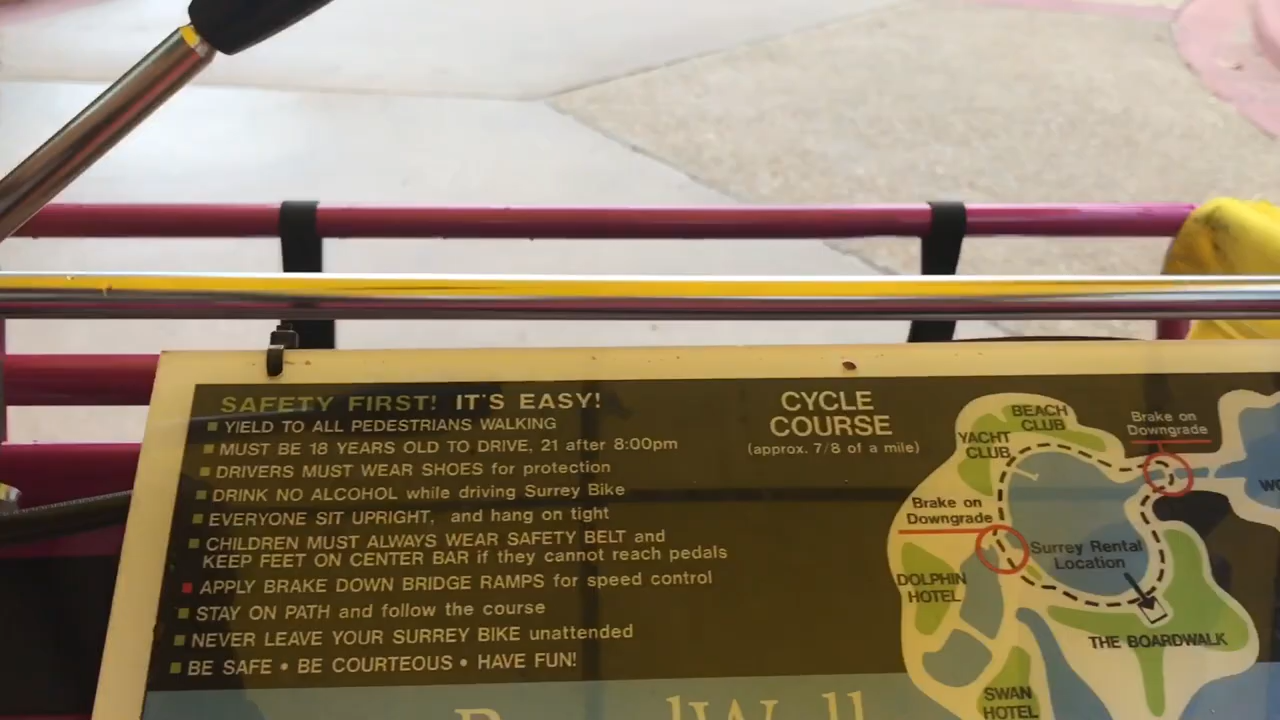 SAFETY FIRST! IT'S EASY!
YIELD TO ALL PEDESTRIANS WALKING
MUST BE 18 YEARS OLD TO DRIVE, 21 after 8:00pm
DRIVERS MUST WEAR SHOES for protection
DRINK NO ALCOHOL while driving Surrey Bike
EVERYONE SIT UPRIGHT, and hang on tight
CHILDREN MUST ALWAYS WEAR SAFETY BELT and
KEEP FEET ON CENTER BAR if they cannot reach pedals
APPLY BRAKE DOWN BRIDGE RAMPS for speed control
STAY ON PATH and follow the course
NEVER LEAVE YOUR SURREY BIKE unattended
BE SAFE • BE COURTEOUS • HAVE FUN!
CYCLE
COURSE
(approx. 7/8 of a mile)
BEACH
CLUB
YACHT
CLUB
Brake on
Downgrade
Brake on
Downgrade
Surrey Rental
Location
DOLPHIN
HOTEL
THE BOARDWALK
SWAN
HOTEL